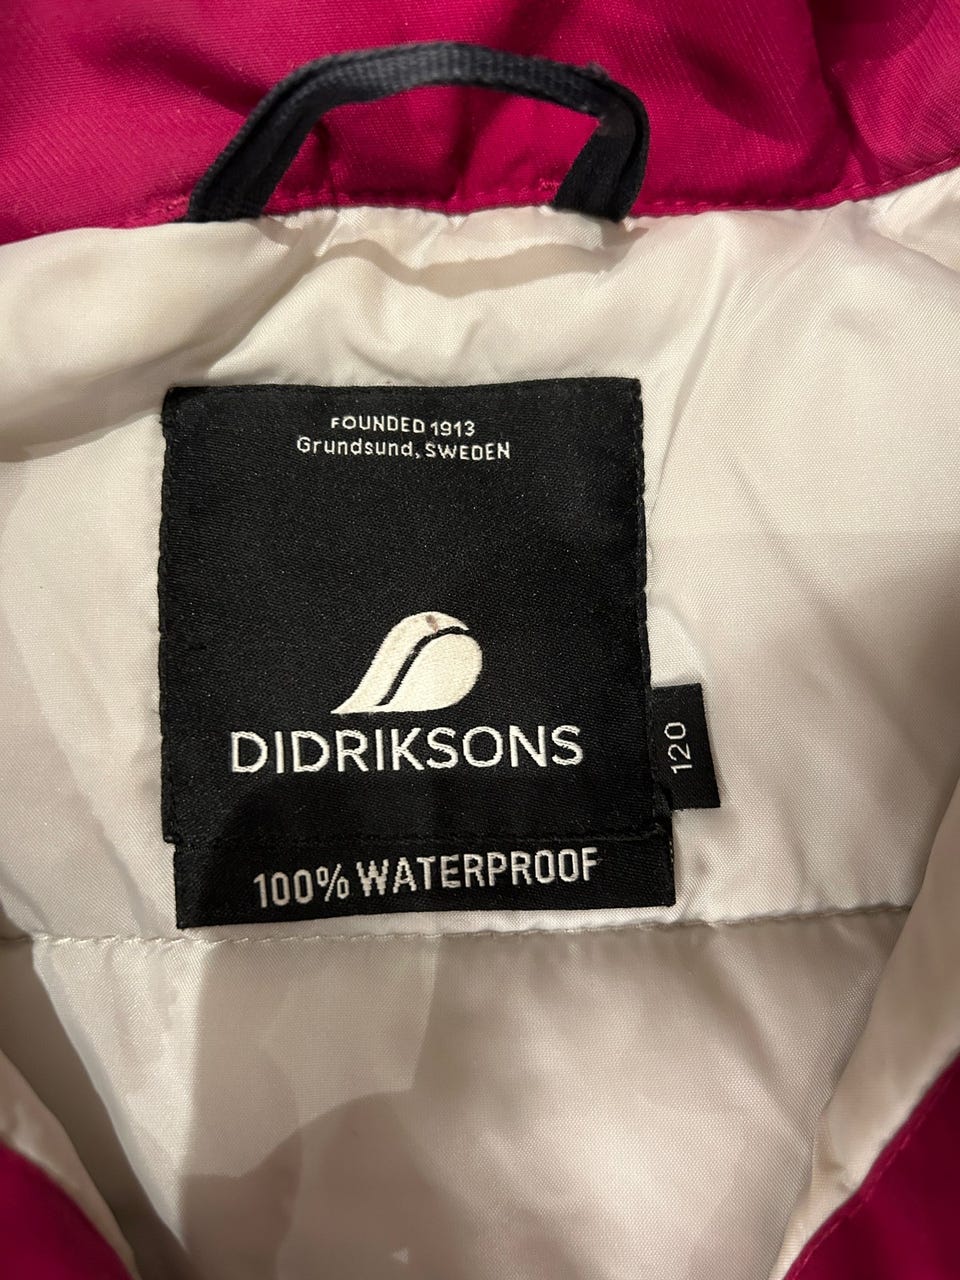 FOUNDED 1913
Grundsund, SWEDEN
DIDRIKSONS
120
100% WATERPROOF